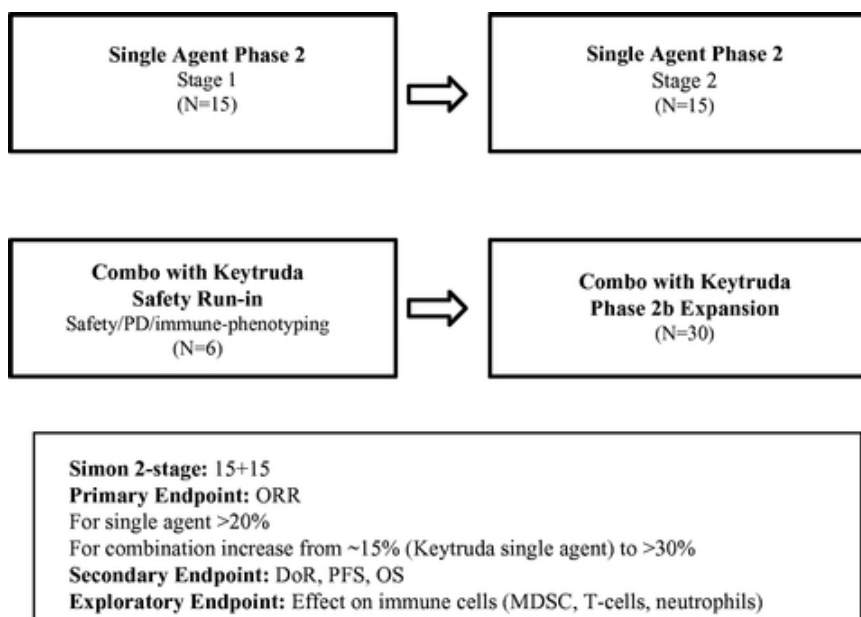 Single Agent Phase 2
Stage 1
(N=15)
Single Agent Phase 2
Stage 2
(N=15)
Combo with Keytruda
Safety Run-in
Safety/PD/immune-phenotyping
(N=6)
Combo with Keytruda
Phase 2b Expansion
(N=30)
Simon 2-stage: 15+15
Primary Endpoint: ORR
For single agent >20%
For combination increase from ~15% (Keytruda single agent) to >30%
Secondary Endpoint: DoR, PFS, OS
Exploratory Endpoint: Effect on immune cells (MDSC, T-cells, neutrophils)